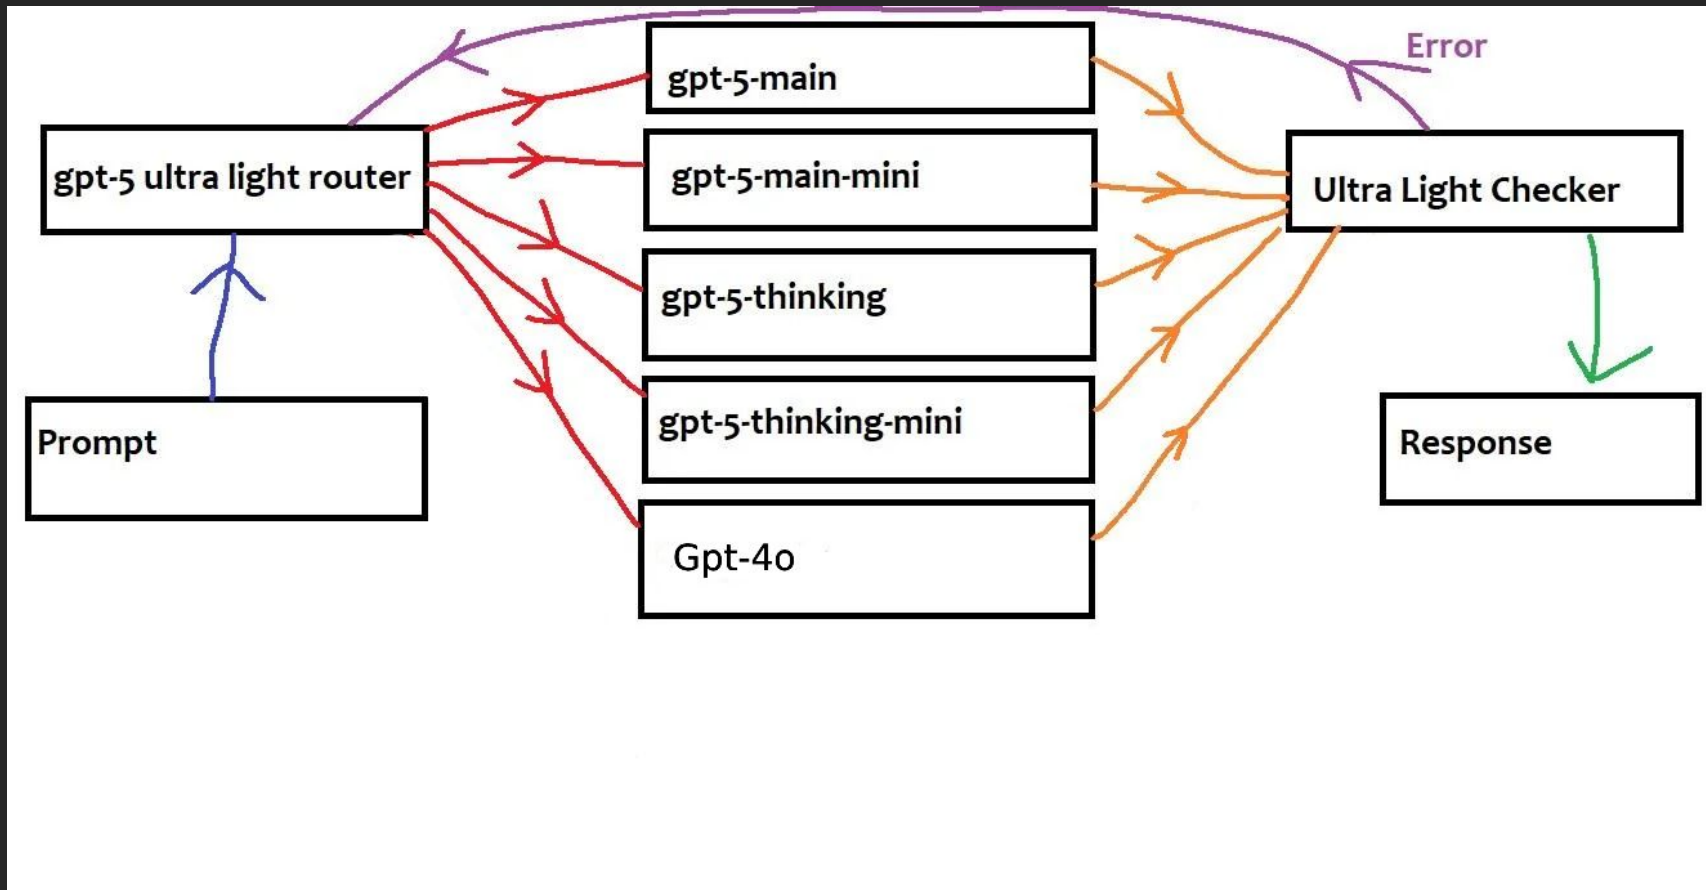 Error
gpt-5 ultra light router
gpt-5-main
gpt-5-main-mini
gpt-5-thinking
gpt-5-thinking-mini
Gpt-4o
Ultra Light Checker
Prompt
Response